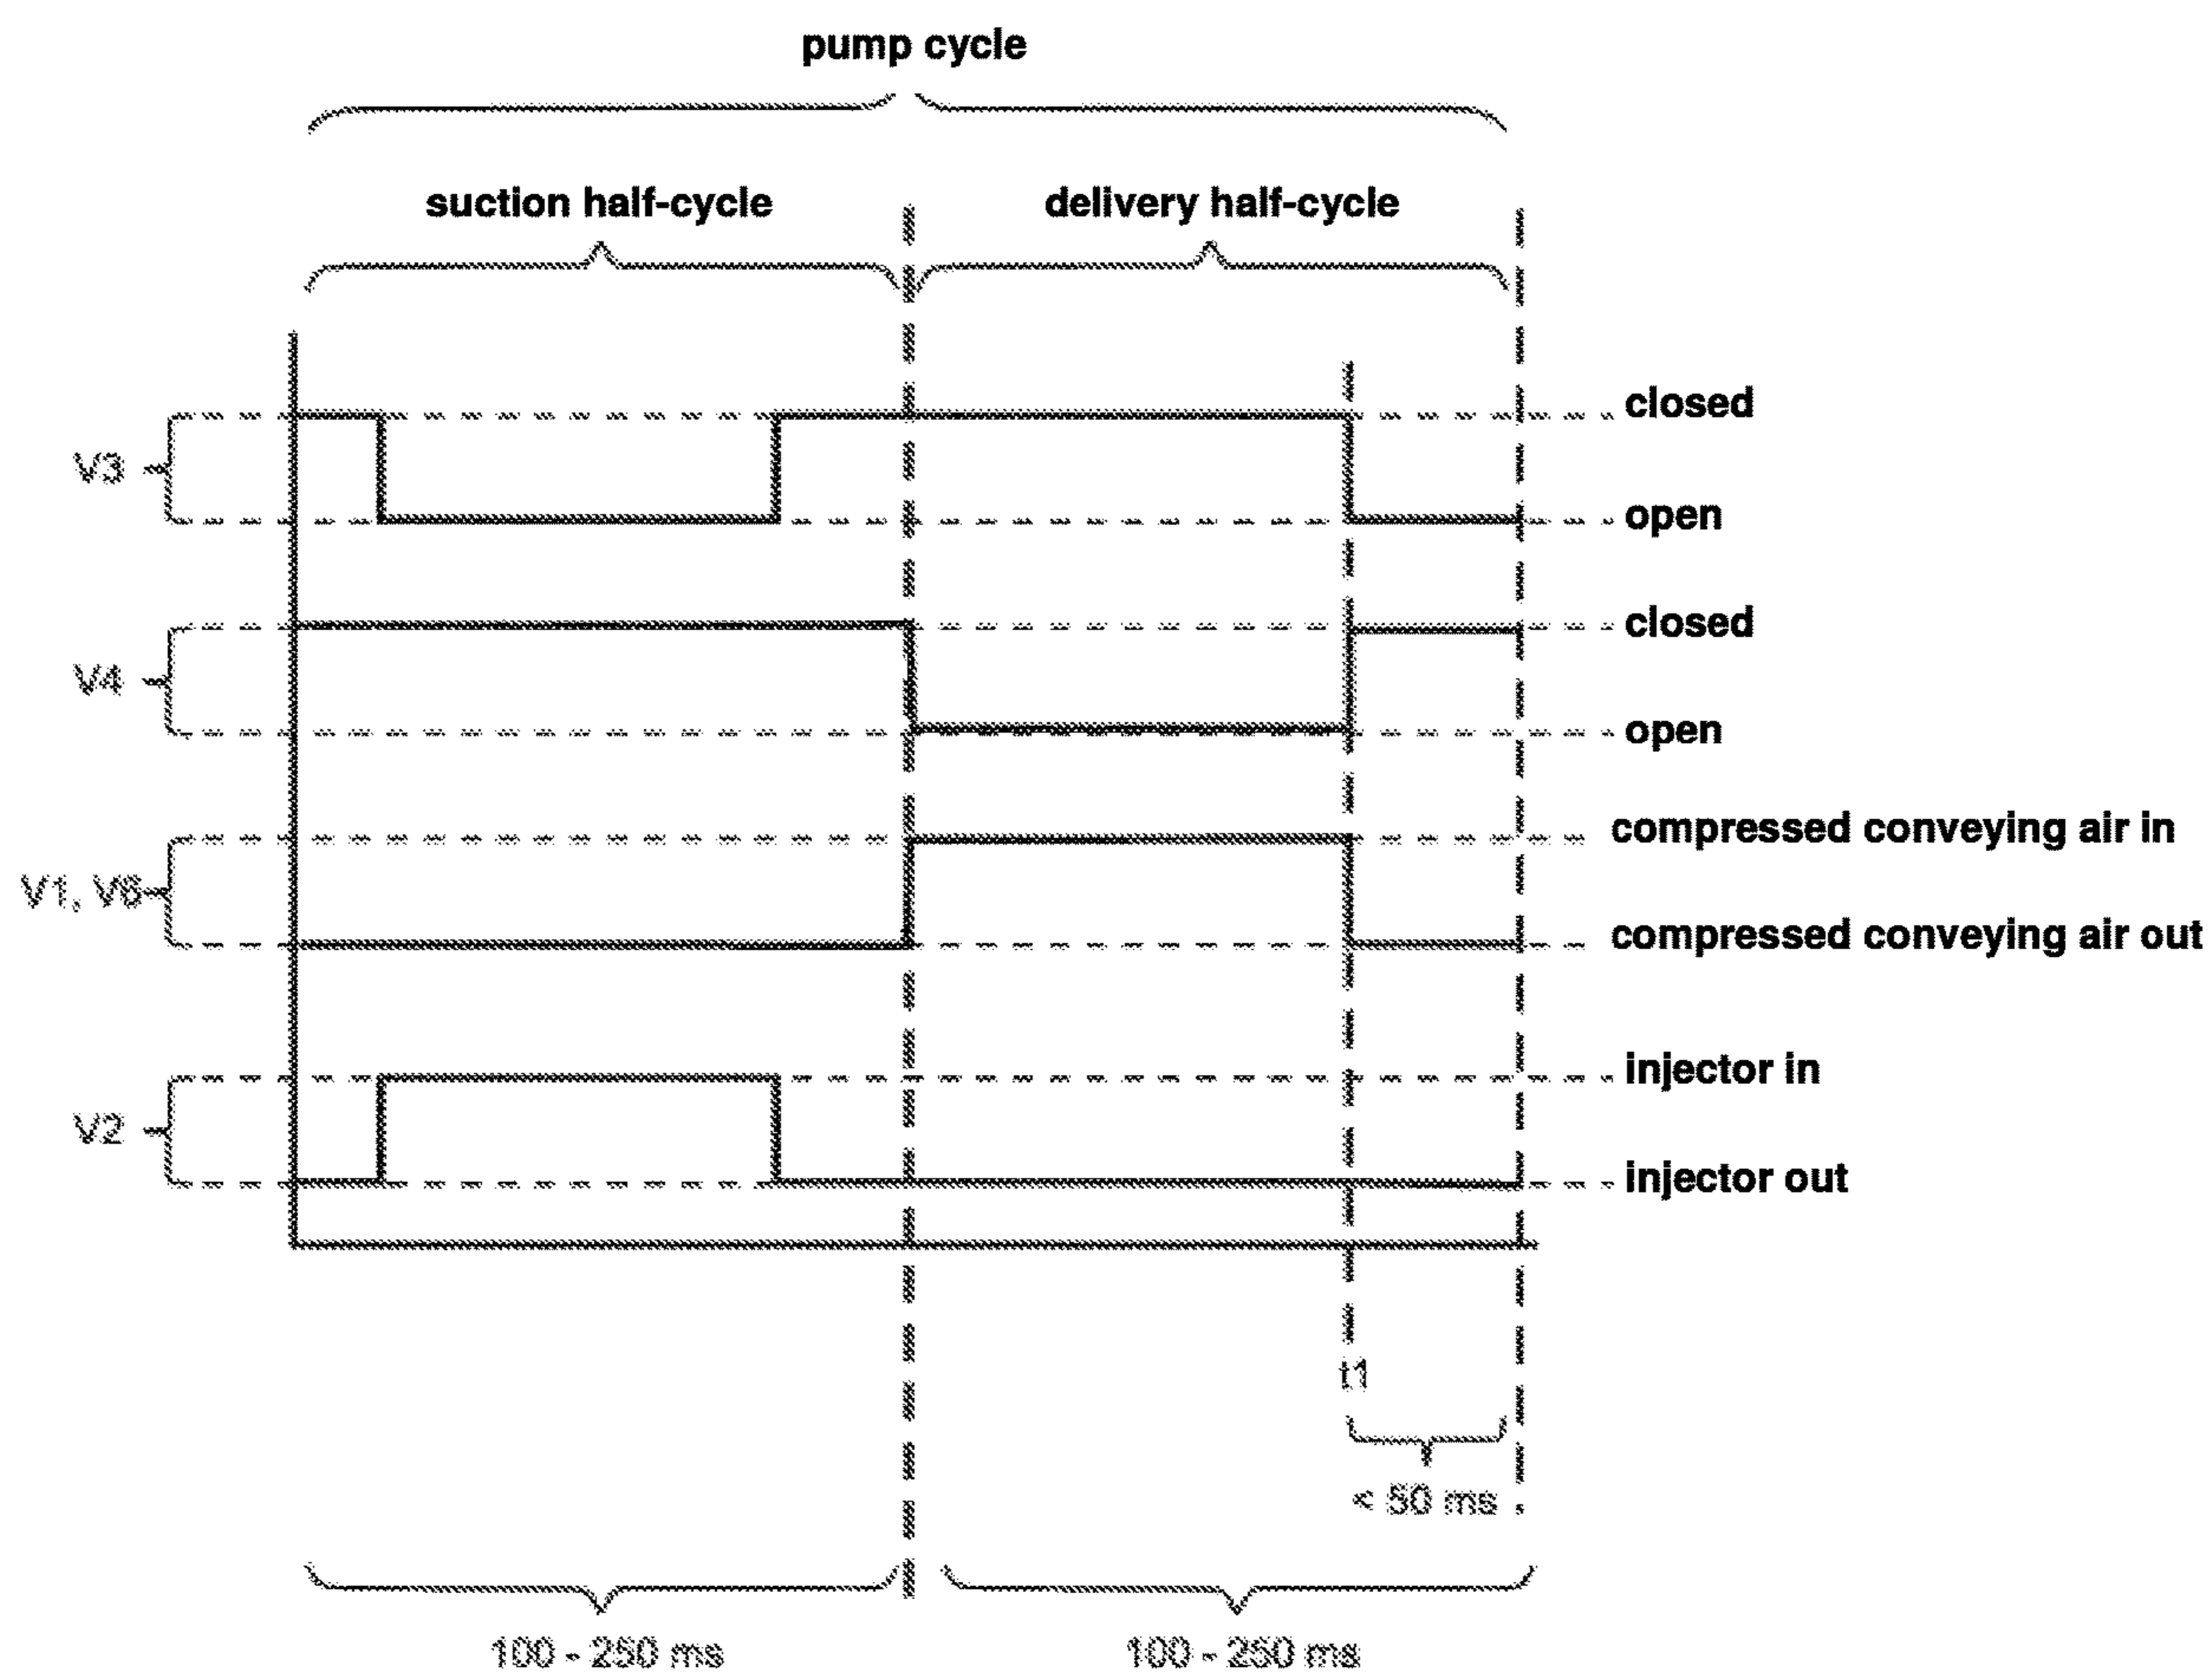 pump cycle
suction half-cycle
delivery half-cycle
V3
closed
open
V4
closed
open
V1, V6
compressed conveying air in
compressed conveying air out
V2
injector in
injector out
t1
< 50 ms
100 - 250 ms
100 - 250 ms